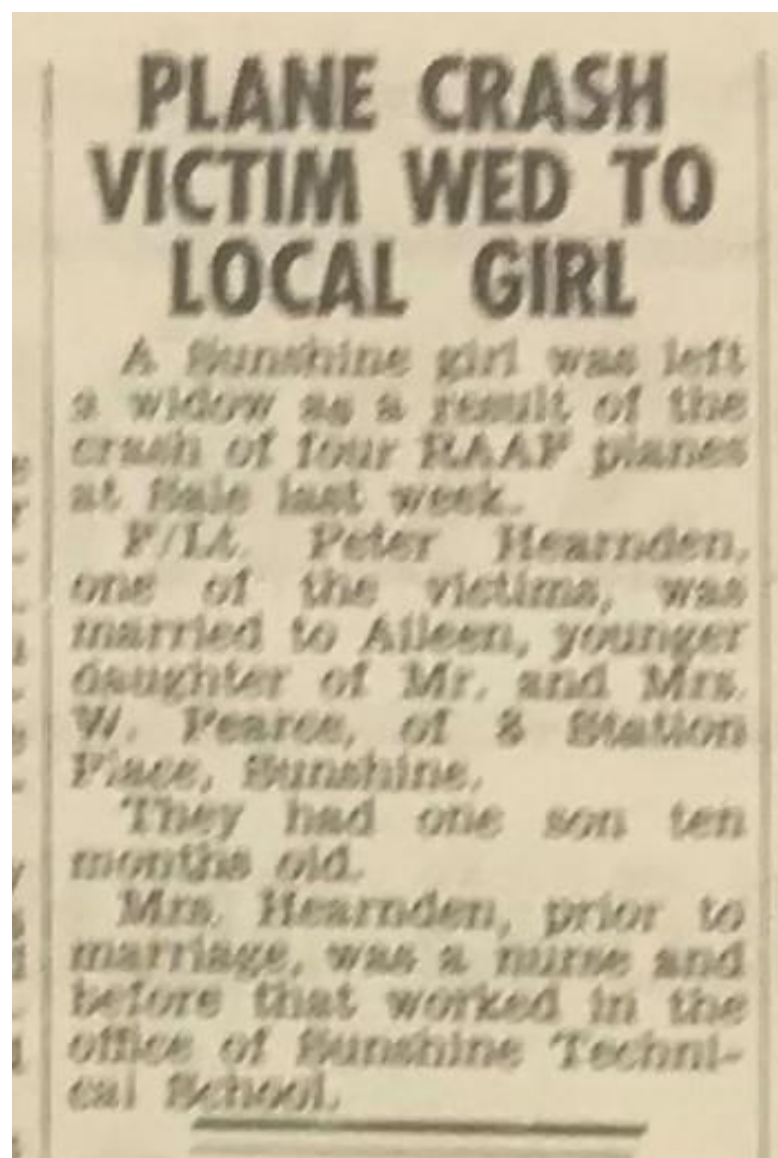 PLANE CRASH
VICTIM WED TO
LOCAL GIRL
A Sunshine girl was left
a widow as a result of the
crash of four RAAF planes
at Sale last week.
F/Lt. Peter Hearnden,
one of the victims, was
married to Aileen, younger
daughter of Mr. and Mrs.
W. Pearce, of 8 Station
Place, Sunshine.
They had one son ten
months old.
Mrs. Hearnden, prior to
marriage, was a nurse and
before that worked in the
office of Sunshine Techni-
cal School.